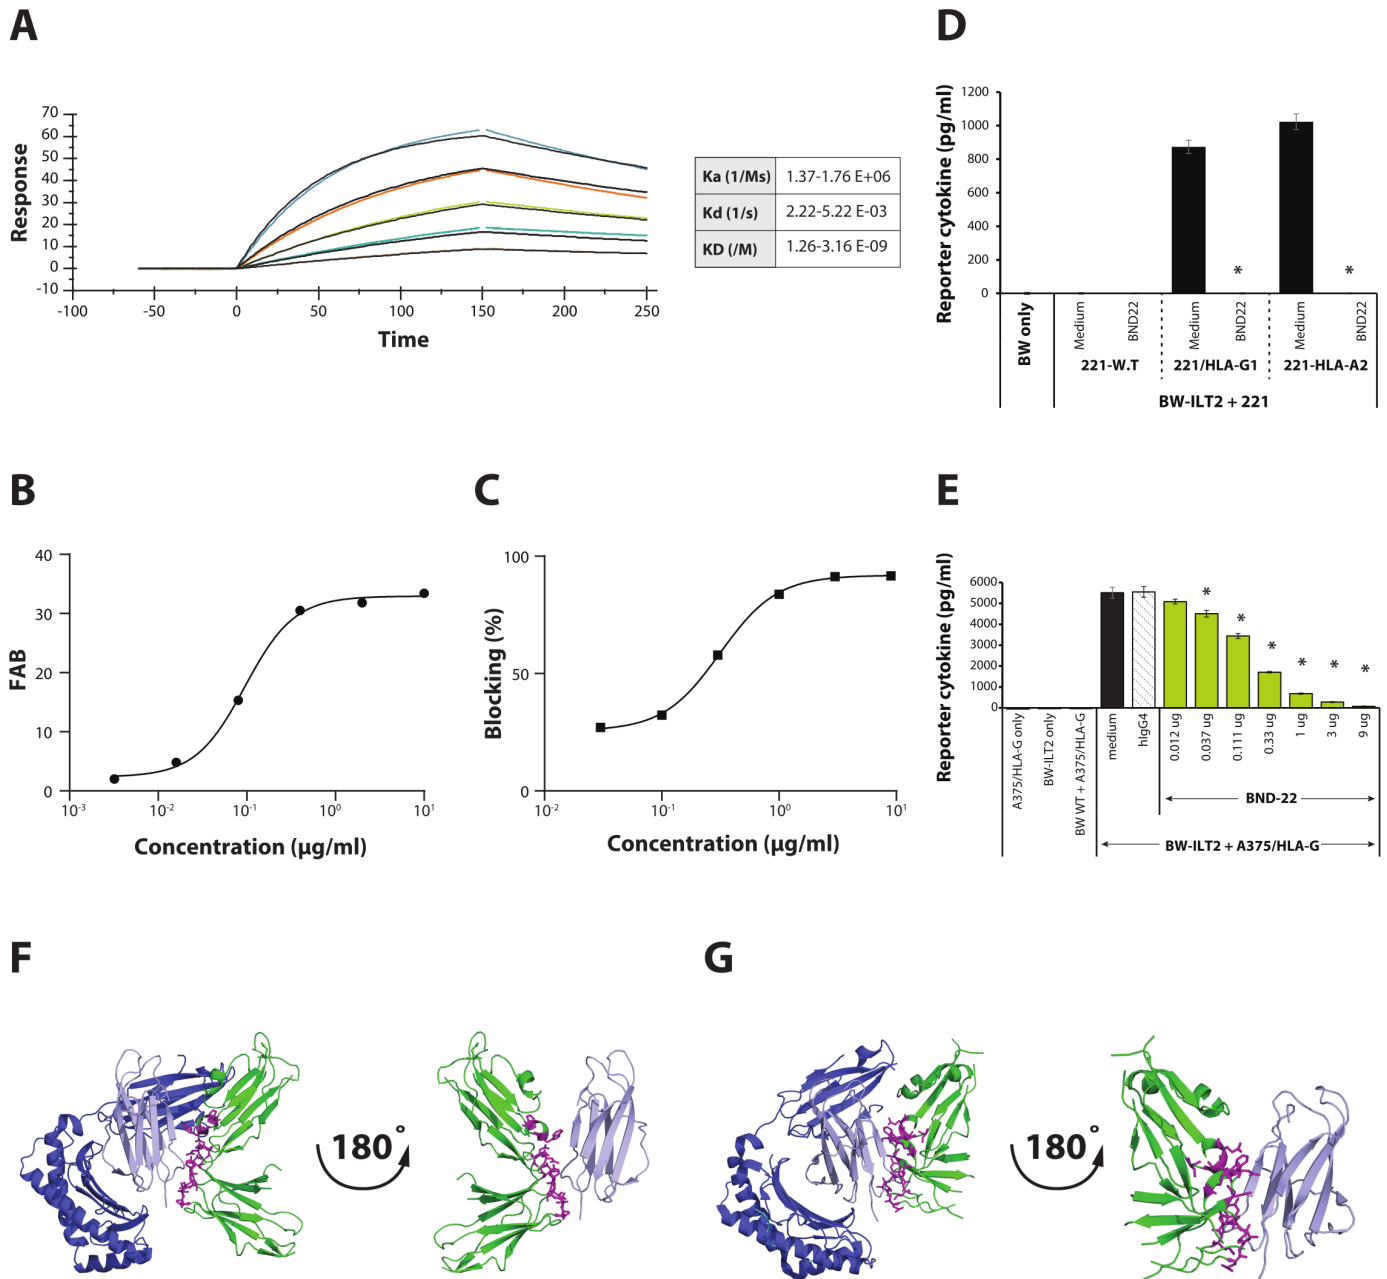 A
Response
70
60
50
40
30
20
10
0
-10
-100
-50
0
50
100
150
200
250
Time
Ka (1/Ms) 1.37-1.76 E+06
Kd (1/s) 2.22-5.22 E-03
KD (/M) 1.26-3.16 E-09
D
Reporter cytokine (pg/ml)
1200
1000
800
600
400
200
0
* *
BW only
Medium
BND22
Medium
BND22
Medium
BND22
221-W.T 221/HLA-G1 221-HLA-A2
BW-ILT2 + 221
B
FAB
40
30
20
10
0
10-3 10-2 10-1 100 101
Concentration (µg/ml)
C
Blocking (%)
100
50
0
10-2 10-1 100 101
Concentration (µg/ml)
E
Reporter cytokine (pg/ml)
6000
5000
4000
3000
2000
1000
0
* * * * * *
A375/HLA-G only
BW-ILT2 only
BW WT + A375/HLA-G
medium
hIgG4
0.012 ug
0.037 ug
0.111 ug
0.33 ug
1 ug
3 ug
9 ug
BND-22
BW-ILT2 + A375/HLA-G
F
180°
G
180°